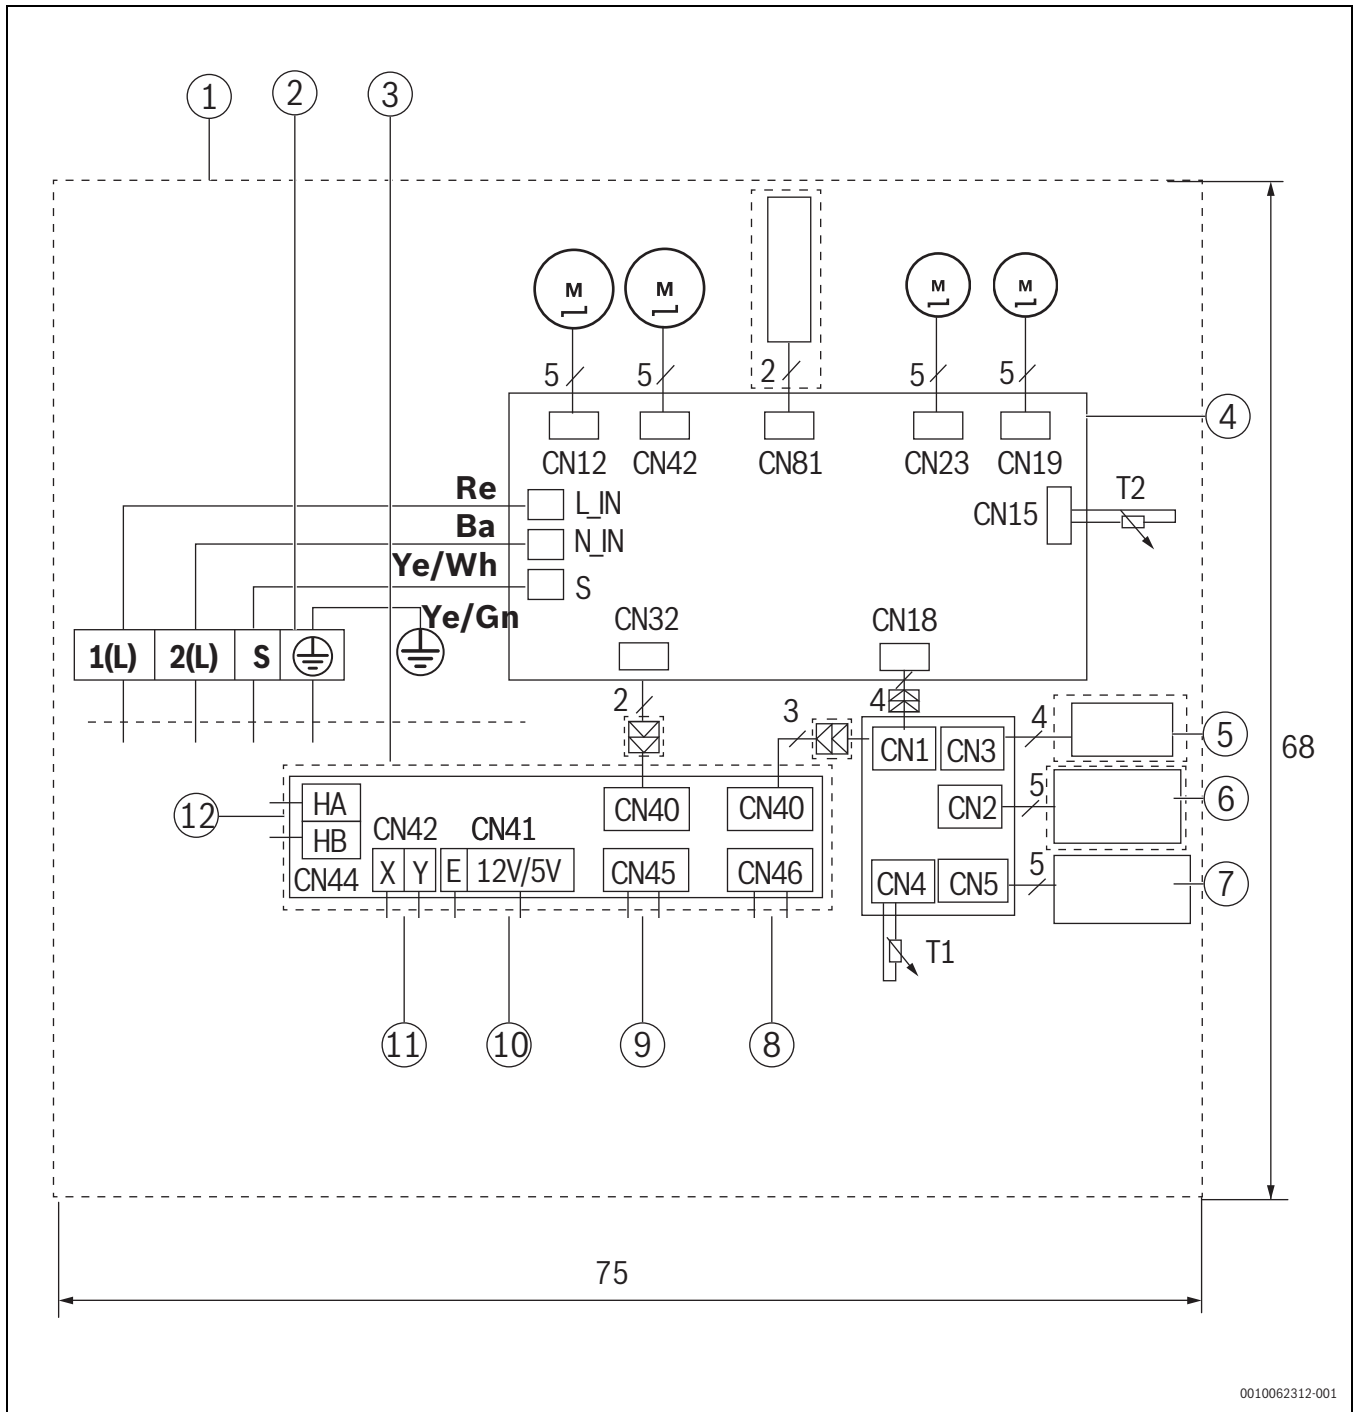 1
2
3
M
M
M
M
5
5
2
5
5
4
CN12
CN42
CN81
CN23
CN19
Re
L_IN
CN15
T2
Ba
N_IN
Ye/Wh
S
Ye/Gn
CN32
CN18
1(L)
2(L)
S
2
4
3
4
5
68
CN1
CN3
5
6
CN2
12
HA
HB
CN44
CN42
CN41
X
Y
E
12V/5V
CN40
CN40
CN45
CN46
5
7
CN4
CN5
T1
11
10
9
8
75
0010062312-001